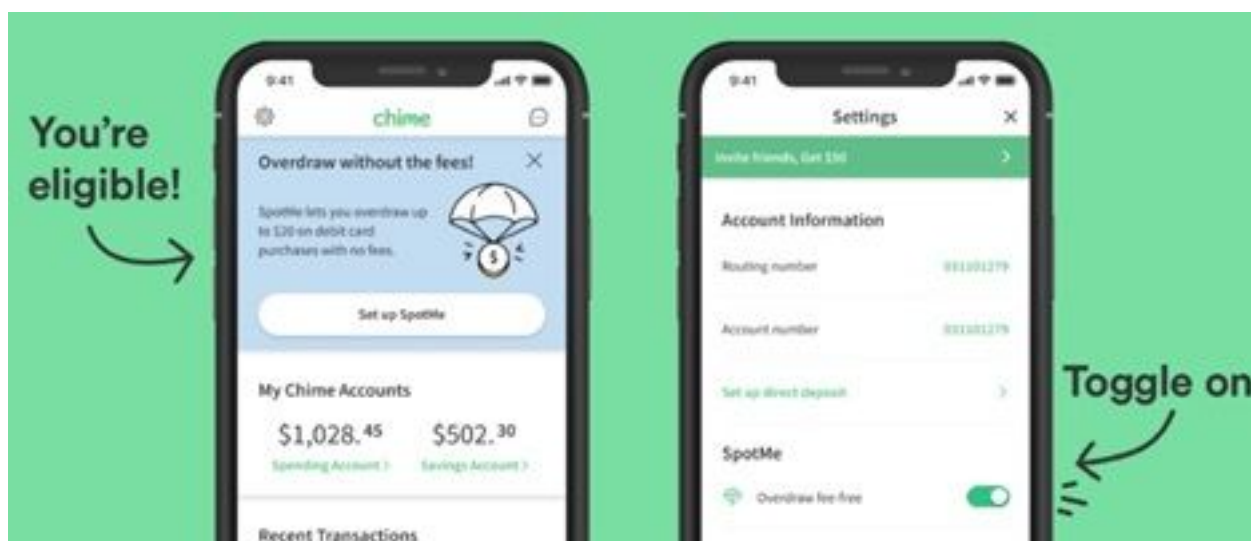 You're
eligible!
9:41
chime
Overdraw without the fees!
SpotMe lets you overdraw up
to $20 on debit card
purchases with no fees.
$
Set up SpotMe
My Chime Accounts
$1,028.45 $502.30
Spending Account > Savings Account >
Recent Transactions
9:41
Settings
Invite friends, Get $50
Account Information
Routing number 031101279
Account number 031101279
Set up direct deposit
SpotMe
Overdraw fee-free
Toggle on